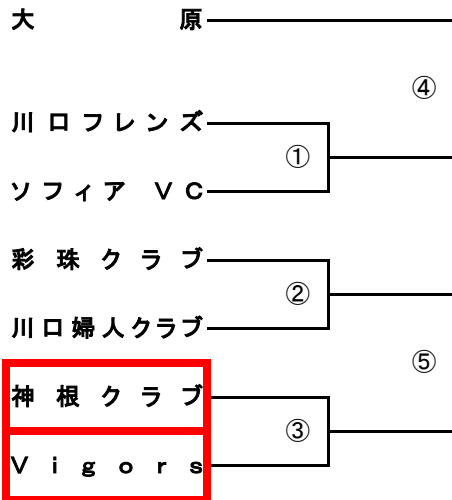 大原
④
川口フレンズ
①
ソフィア VC
彩珠クラブ
②
川口婦人クラブ
⑤
神根クラブ
③
Vigors